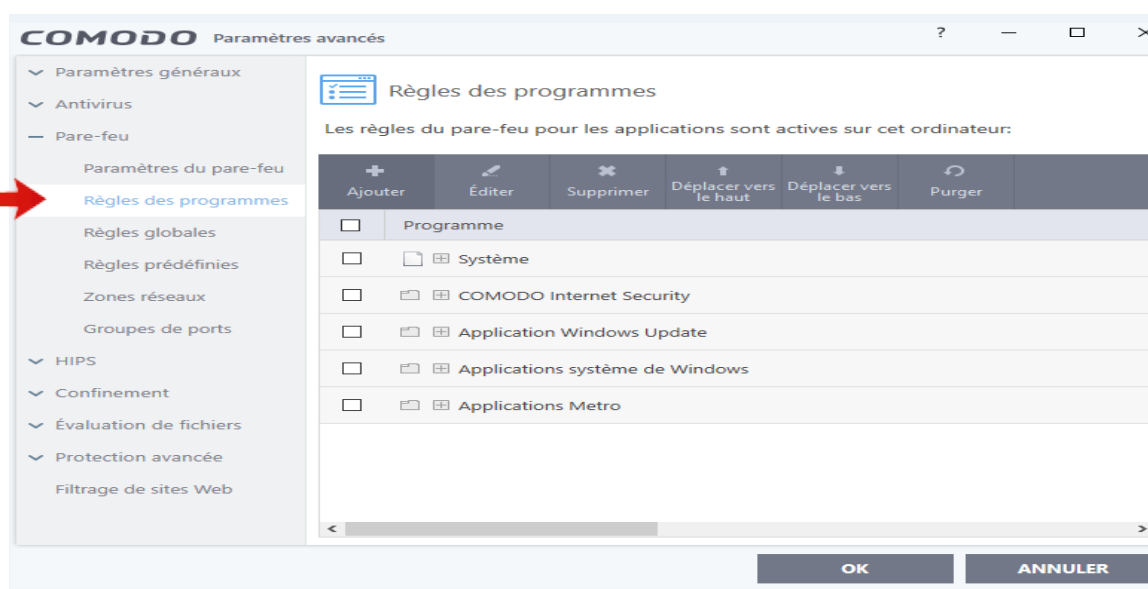 COMODO Paramètres avancés
?
Paramètres généraux
Antivirus
Pare-feu
Paramètres du pare-feu
Règles des programmes
Règles globales
Règles prédéfinies
Zones réseaux
Groupes de ports
HIPS
Confinement
Évaluation de fichiers
Protection avancée
Filtrage de sites Web
Règles des programmes
Les règles du pare-feu pour les applications sont actives sur cet ordinateur:
Ajouter
Éditer
Supprimer
Déplacer vers
le haut
Déplacer vers
le bas
Purger
Programme
Système
COMODO Internet Security
Application Windows Update
Applications système de Windows
Applications Metro
OK
ANNULER